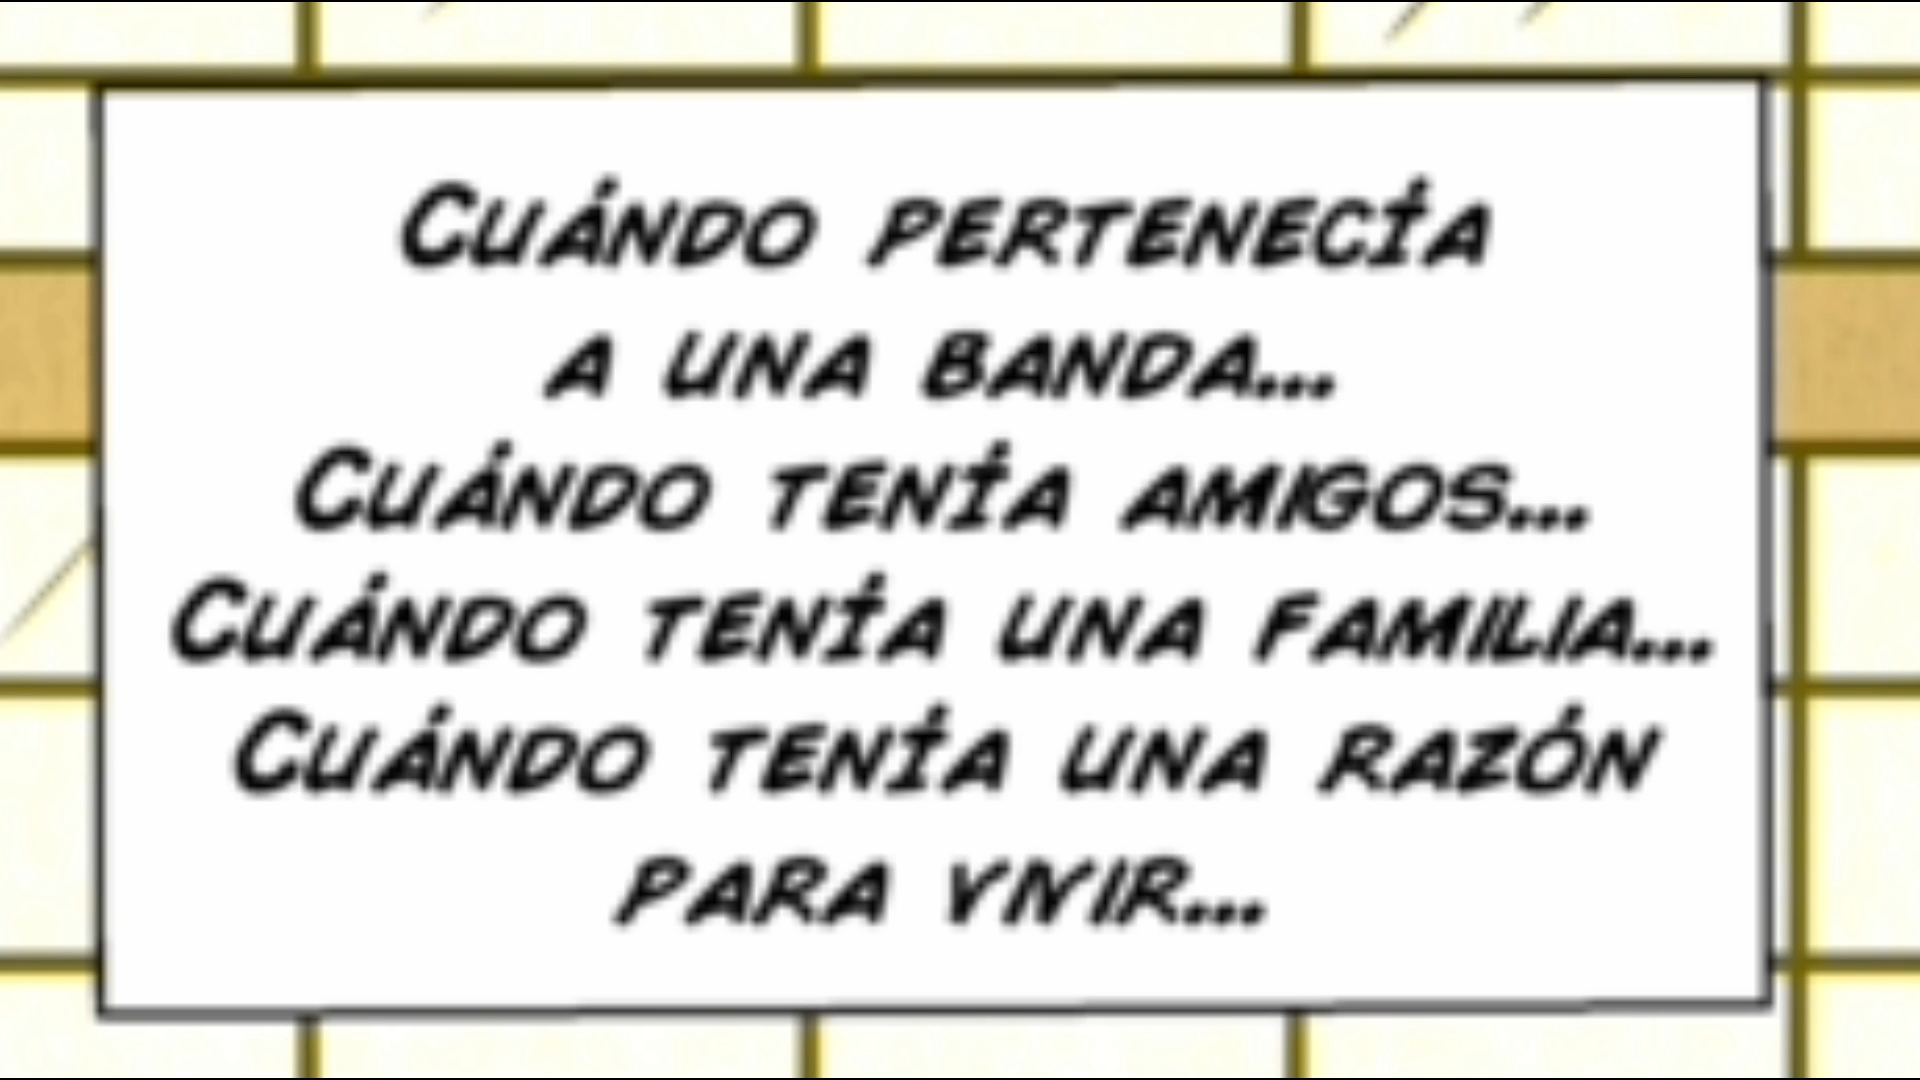 CUÁNDO PERTENECÍA
A UNA BANDA...
CUÁNDO TENÍA AMIGOS...
CUÁNDO TENÍA UNA FAMILIA...
CUÁNDO TENÍA UNA RAZÓN
PARA VIVIR...